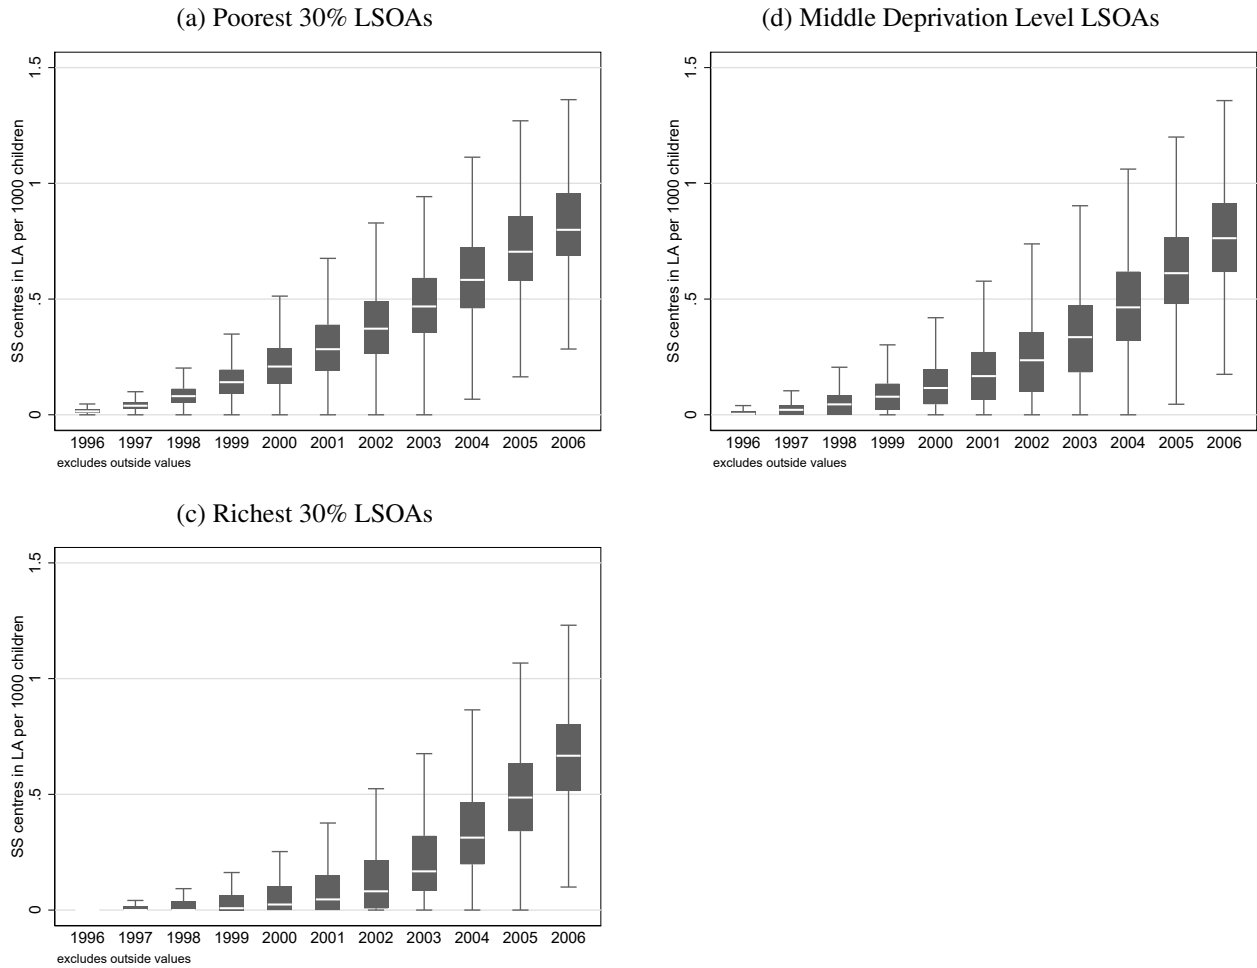 (a) Poorest 30% LSOAs
SS centres in LA per 1000 children
1.5
1
.5
0
1996 1997 1998 1999 2000 2001 2002 2003 2004 2005 2006
excludes outside values
(d) Middle Deprivation Level LSOAs
SS centres in LA per 1000 children
1.5
1
.5
0
1996 1997 1998 1999 2000 2001 2002 2003 2004 2005 2006
excludes outside values
(c) Richest 30% LSOAs
SS centres in LA per 1000 children
1.5
1
.5
0
1996 1997 1998 1999 2000 2001 2002 2003 2004 2005 2006
excludes outside values